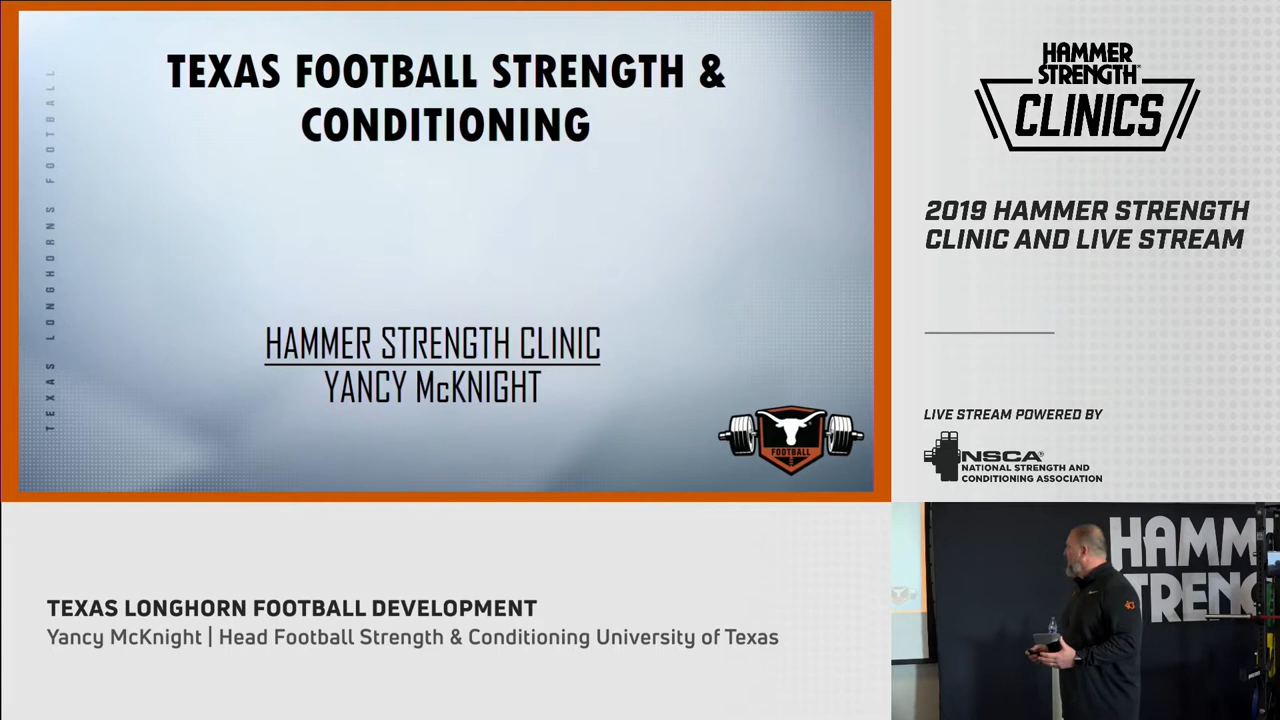 TEXAS FOOTBALL STRENGTH &
CONDITIONING
TEXAS LONGHORNS FOOTBALL
HAMMER STRENGTH CLINIC
YANCY McKNIGHT
FOOTBALL
HAMMER
STRENGTH®
CLINICS
2019 HAMMER STRENGTH
CLINIC AND LIVE STREAM
LIVE STREAM POWERED BY
NSCA®
NATIONAL STRENGTH AND
CONDITIONING ASSOCIATION
TEXAS LONGHORN FOOTBALL DEVELOPMENT
Yancy McKnight | Head Football Strength & Conditioning University of Texas
HAMM
TRENG